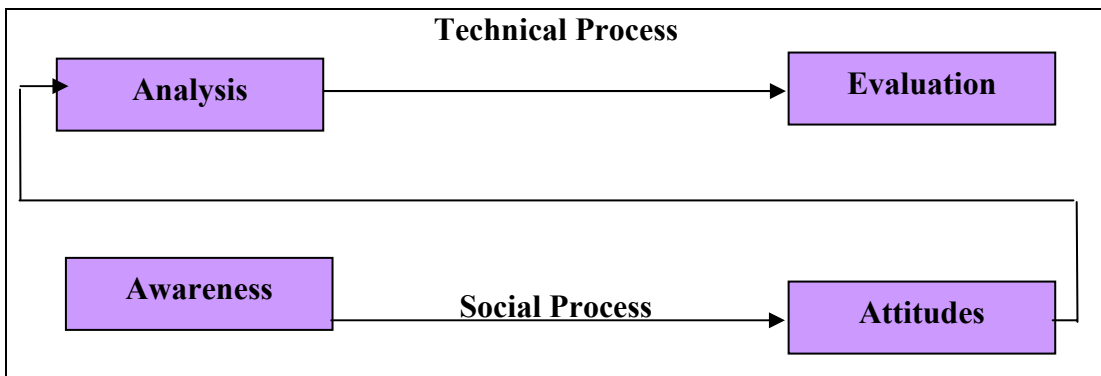 Technical Process
Analysis
Evaluation
Awareness
Social Process
Attitudes